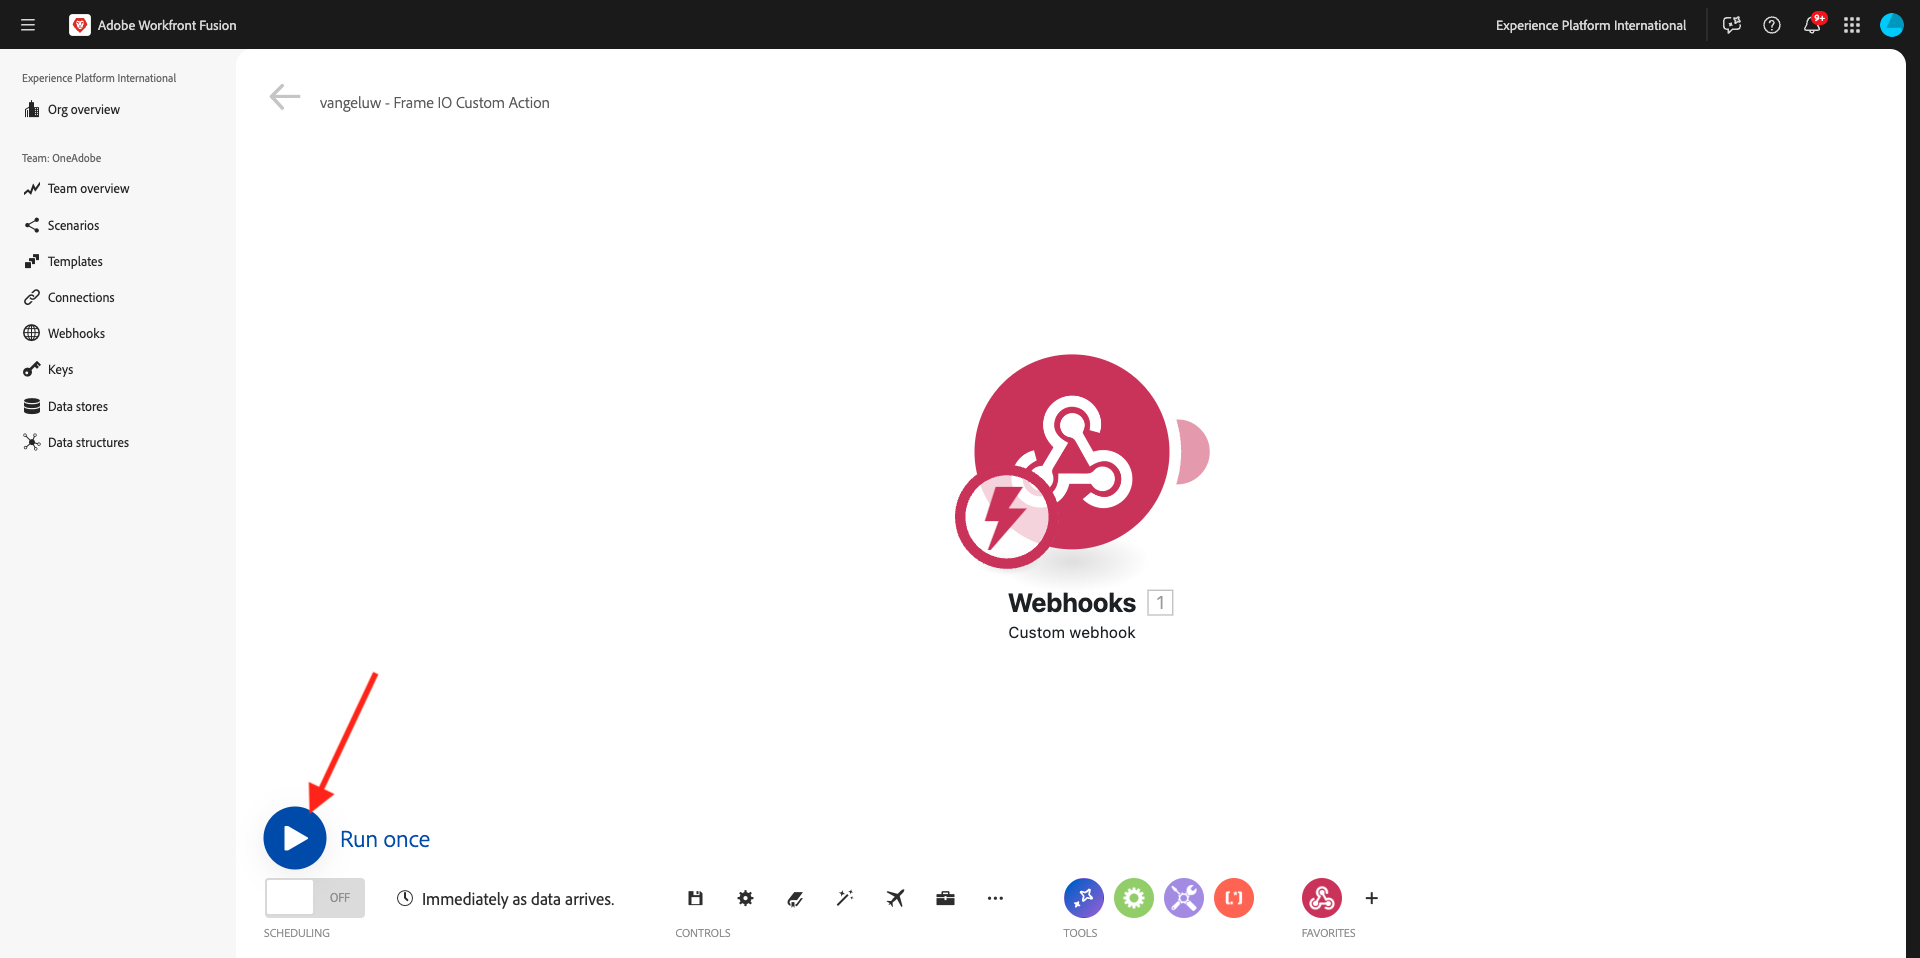 Adobe Workfront Fusion
Experience Platform International
9+
Experience Platform International
Org overview
Team: OneAdobe
Team overview
Scenarios
Templates
Connections
Webhooks
Keys
Data stores
Data structures
vangeluw - Frame IO Custom Action
Webhooks 1
Custom webhook
Run once
OFF
Immediately as data arrives.
SCHEDULING
CONTROLS
[*]
TOOLS
FAVORITES